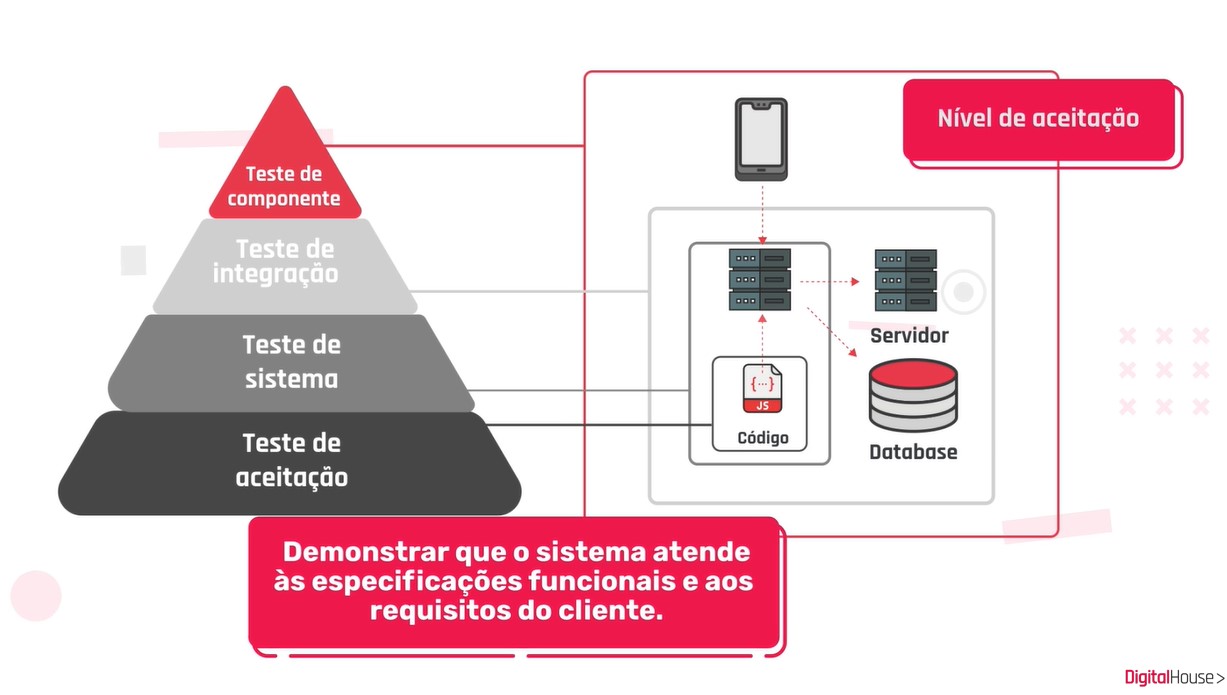 Nível de aceitação
Teste de
componente
Teste de
integração
Teste de
sistema
Teste de
aceitação
{...}
JS
Código
Servidor
Database
Demonstrar que o sistema atende
às especificações funcionais e aos
requisitos do cliente.
DigitalHouse>